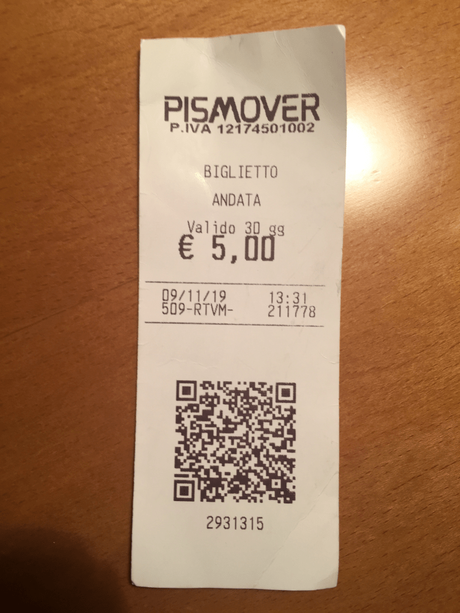 PISAMOVER
P.IVA 12174501002
BIGLIETTO
ANDATA
Valido 30 gg
€ 5,00
09/11/19 13:31
509-RTVM- 211778
2931315